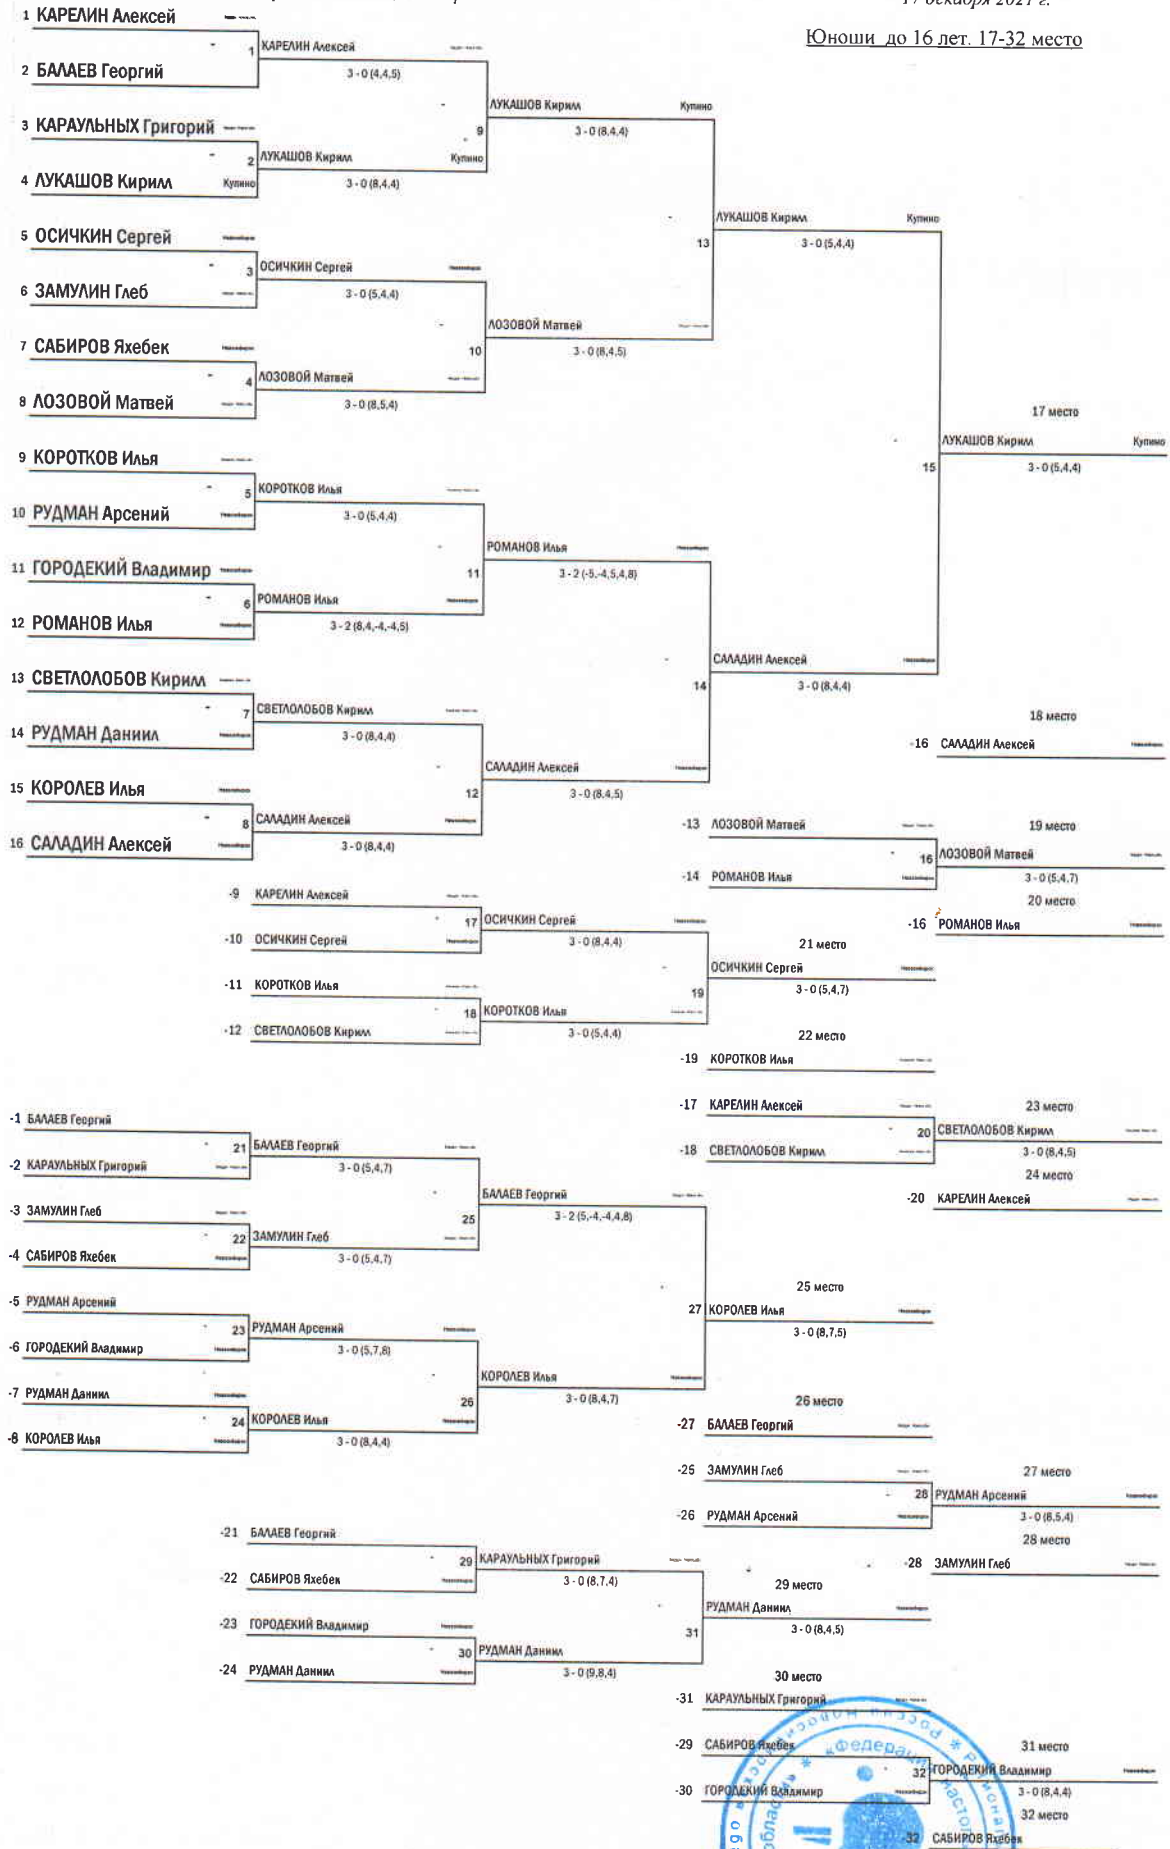 17 декабря 2021 г.
Юноши до 16 лет. 17-32 место
1 КАРЕЛИН Алексей
1 КАРЕЛИН Алексей
2 БАЛАЕВ Георгий
3 - 0 (4,4,5)
ЛУКАШОВ Кирилл Купино
3 КАРАУЛЬНЫХ Григорий
9
3 - 0 (8,4,4)
2 ЛУКАШОВ Кирилл Купино
4 ЛУКАШОВ Кирилл Купино
3 - 0 (8,4,4)
ЛУКАШОВ Кирилл Купино
5 ОСИЧКИН Сергей
13
3 - 0 (5,4,4)
3 ОСИЧКИН Сергей
6 ЗАМУЛИН Глеб
3 - 0 (5,4,4)
ЛОЗОВОЙ Матвей
7 САБИРОВ Яхебек
10
3 - 0 (8,4,5)
4 ЛОЗОВОЙ Матвей
8 ЛОЗОВОЙ Матвей
3 - 0 (8,5,4)
17 место
ЛУКАШОВ Кирилл Купино
9 КОРОТКОВ Илья
15
3 - 0 (5,4,4)
5 КОРОТКОВ Илья
10 РУДМАН Арсений
3 - 0 (5,4,4)
РОМАНОВ Илья
11 ГОРОДЕКИЙ Владимир
11
3 - 2 (-5,-4,5,4,8)
6 РОМАНОВ Илья
12 РОМАНОВ Илья
3 - 2 (8,4,-4,-4,5)
САЛАДИН Алексей
13 СВЕТЛОЛОБОВ Кирилл
14
3 - 0 (8,4,4)
7 СВЕТЛОЛОБОВ Кирилл
18 место
14 РУДМАН Даниил
3 - 0 (8,4,4)
-16 САЛАДИН Алексей
САЛАДИН Алексей
15 КОРОЛЕВ Илья
12
3 - 0 (8,4,5)
8 САЛАДИН Алексей
-13 ЛОЗОВОЙ Матвей
19 место
16 САЛАДИН Алексей
3 - 0 (8,4,4)
16 ЛОЗОВОЙ Матвей
-14 РОМАНОВ Илья
3 - 0 (5,4,7)
-9 КАРЕЛИН Алексей
20 место
17 ОСИЧКИН Сергей
-16 РОМАНОВ Илья
-10 ОСИЧКИН Сергей
3 - 0 (8,4,4)
21 место
ОСИЧКИН Сергей
-11 КОРОТКОВ Илья
19
3 - 0 (5,4,7)
18 КОРОТКОВ Илья
-12 СВЕТЛОЛОБОВ Кирилл
3 - 0 (5,4,4)
22 место
-19 КОРОТКОВ Илья
-17 КАРЕЛИН Алексей
23 место
-1 БАЛАЕВ Георгий
20 СВЕТЛОЛОБОВ Кирилл
21 БАЛАЕВ Георгий
-18 СВЕТЛОЛОБОВ Кирилл
3 - 0 (8,4,5)
-2 КАРАУЛЬНЫХ Григорий
3 - 0 (5,4,7)
24 место
БАЛАЕВ Георгий
-20 КАРЕЛИН Алексей
-3 ЗАМУЛИН Глеб
25
3 - 2 (5,-4,-4,4,8)
22 ЗАМУЛИН Глеб
-4 САБИРОВ Яхебек
3 - 0 (5,4,7)
25 место
-5 РУДМАН Арсений
27 КОРОЛЕВ Илья
23 РУДМАН Арсений
3 - 0 (8,7,5)
-6 ГОРОДЕКИЙ Владимир
3 - 0 (5,7,8)
КОРОЛЕВ Илья
-7 РУДМАН Даниил
26
3 - 0 (8,4,7)
26 место
24 КОРОЛЕВ Илья
-27 БАЛАЕВ Георгий
-8 КОРОЛЕВ Илья
3 - 0 (8,4,4)
-25 ЗАМУЛИН Глеб
27 место
28 РУДМАН Арсений
-26 РУДМАН Арсений
3 - 0 (8,5,4)
-21 БАЛАЕВ Георгий
28 место
29 КАРАУЛЬНЫХ Григорий
-28 ЗАМУЛИН Глеб
-22 САБИРОВ Яхебек
3 - 0 (8,7,4)
29 место
РУДМАН Даниил
-23 ГОРОДЕКИЙ Владимир
31
3 - 0 (8,4,5)
30 РУДМАН Даниил
-24 РУДМАН Даниил
3 - 0 (9,8,4)
30 место
-31 КАРАУЛЬНЫХ Григорий
-29 САБИРОВ Яхебек
31 место
32 ГОРОДЕКИЙ Владимир
-30 ГОРОДЕКИЙ Владимир
3 - 0 (8,4,4)
32 место
-32 САБИРОВ Яхебек